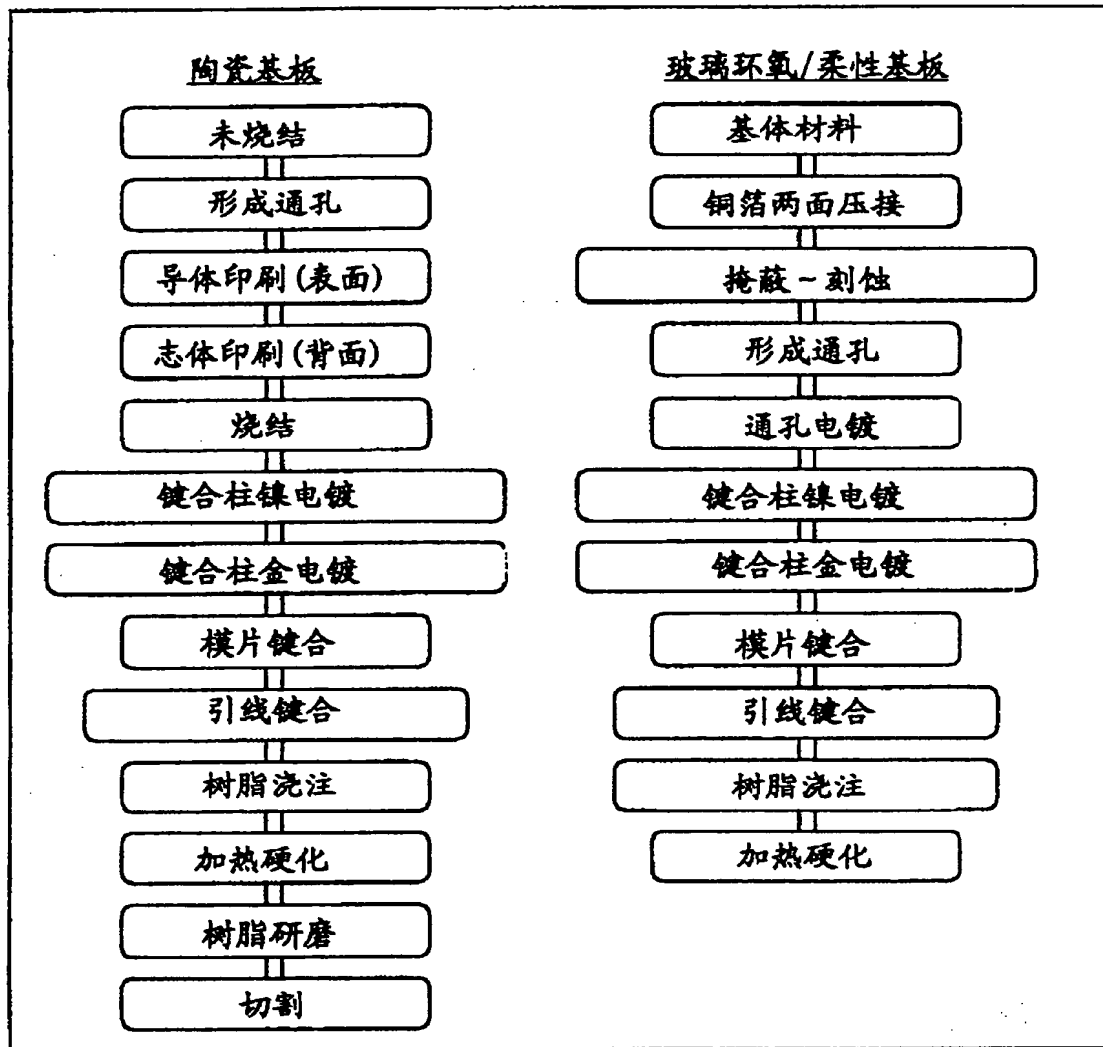 陶瓷基板
未烧结
形成通孔
导体印刷(表面)
志体印刷(背面)
烧结
键合柱镍电镀
键合柱金电镀
模片键合
引线键合
树脂浇注
加热硬化
树脂研磨
切割
玻璃环氧/柔性基板
基体材料
铜箔两面压接
掩蔽~刻蚀
形成通孔
通孔电镀
键合柱镍电镀
键合柱金电镀
模片键合
引线键合
树脂浇注
加热硬化